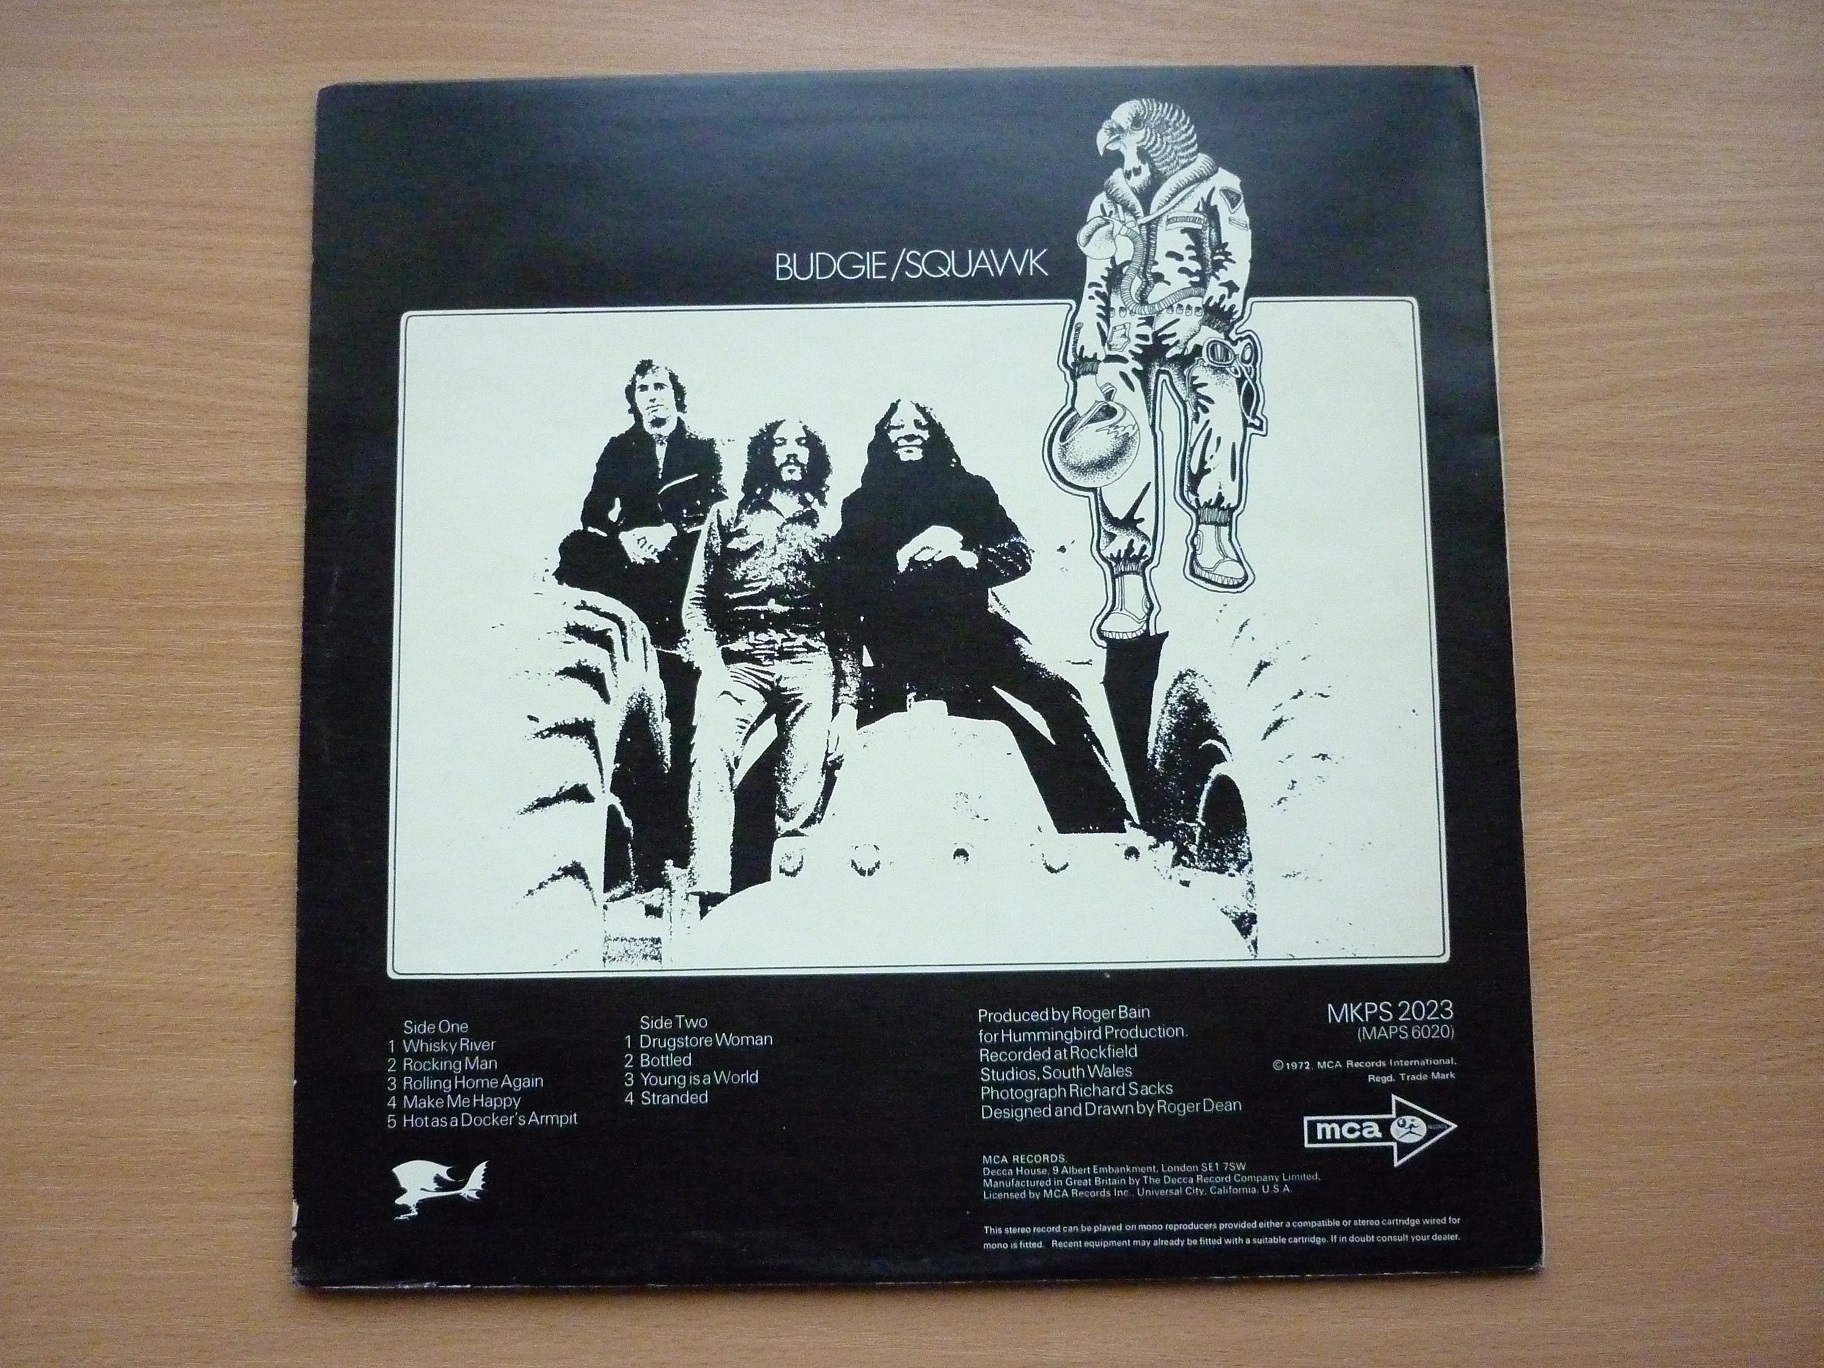 BUDGIE/SQUAWK
Side One
1 Whisky River
2 Rocking Man
3 Rolling Home Again
4 Make Me Happy
5 Hot as a Docker's Armpit
Side Two
1 Drugstore Woman
2 Bottled
3 Young is a World
4 Stranded
Produced by Roger Bain
for Hummingbird Production.
Recorded at Rockfield
Studios, South Wales
Photograph Richard Sacks
Designed and Drawn by Roger Dean
MKPS 2023
(MAPS 6020)
©1972. MCA Records International.
Regd. Trade Mark
mca
MCA RECORDS.
Decca House, 9 Albert Embankment, London SE1 7SW
Manufactured in Great Britain by The Decca Record Company Limited,
Licensed by MCA Records Inc., Universal City, California. U.S.A.
This stereo record can be played on mono reproducers provided either a compatible or stereo cartridge wired for
mono is fitted. Recent equipment may already be fitted with a suitable cartridge. If in doubt consult your dealer.